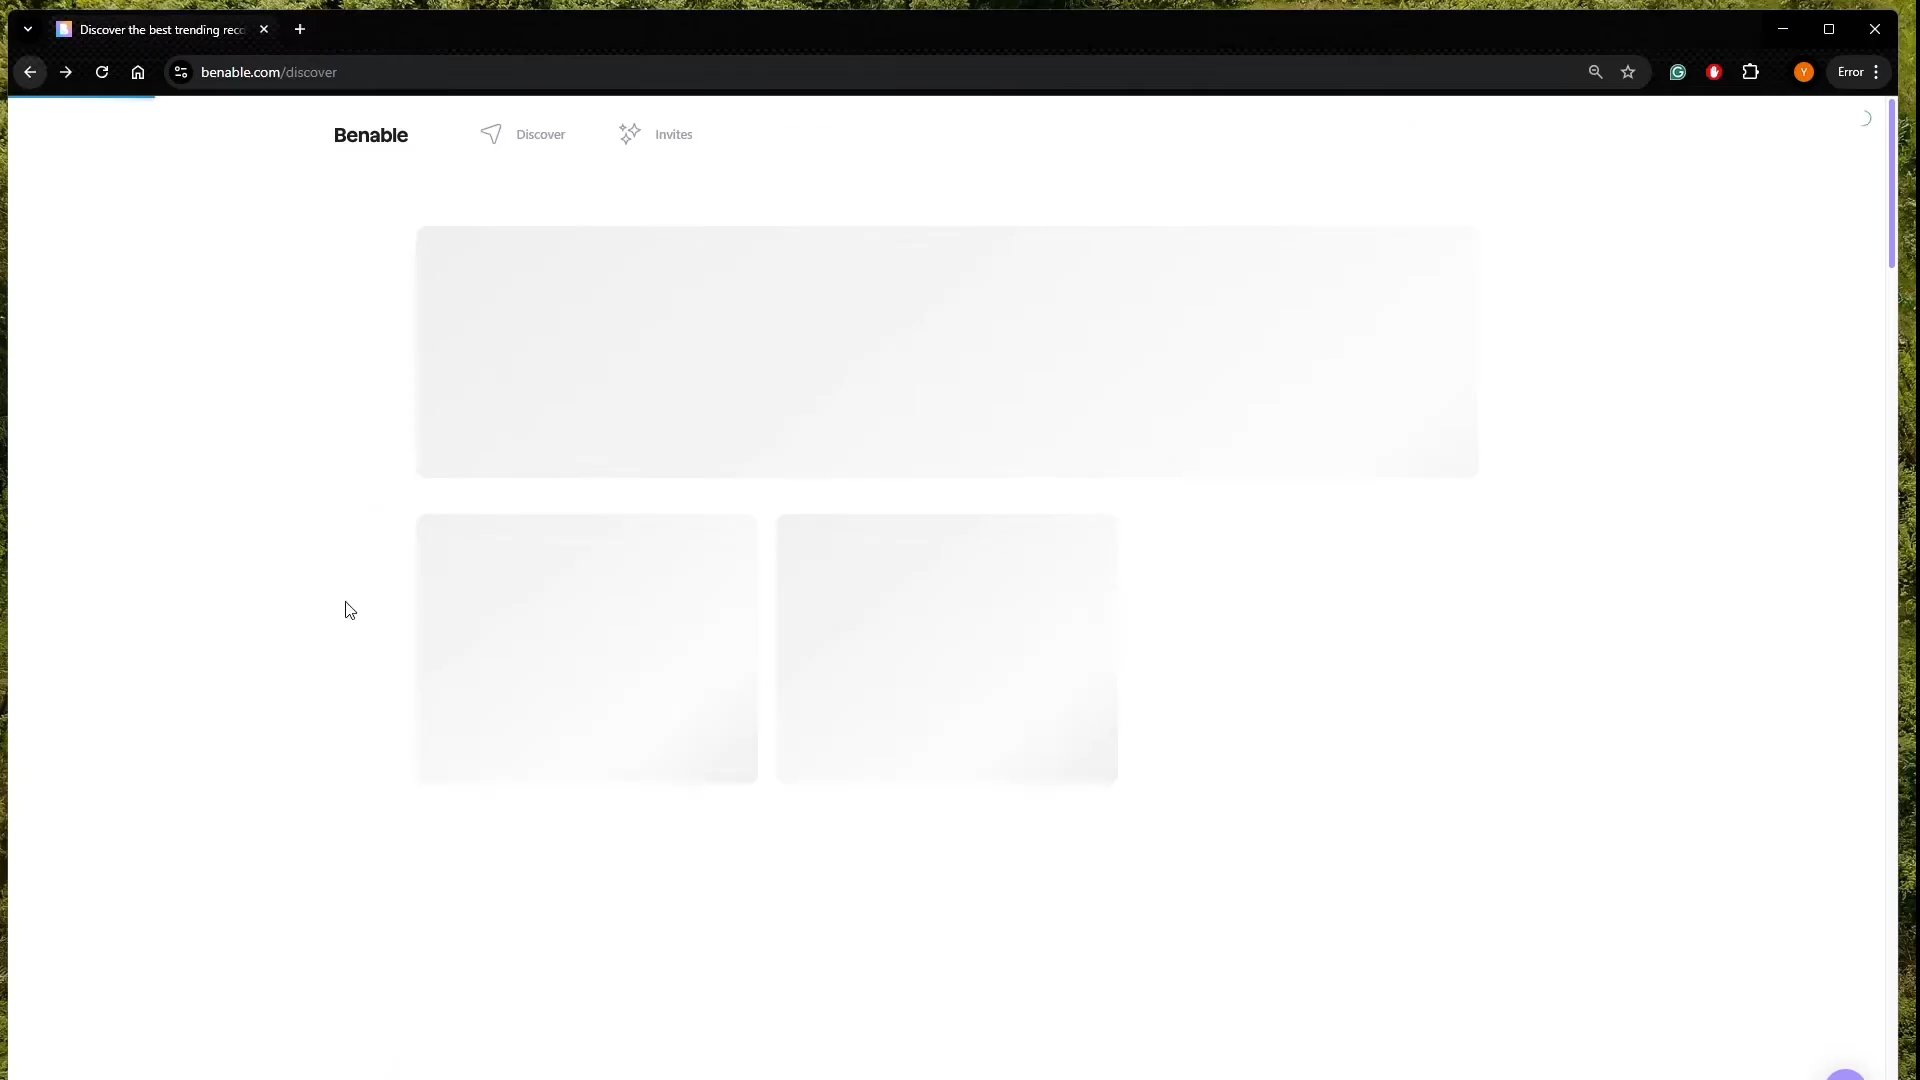 Discover the best trending reco
benable.com/discover
Y
Error
Benable
Discover
Invites